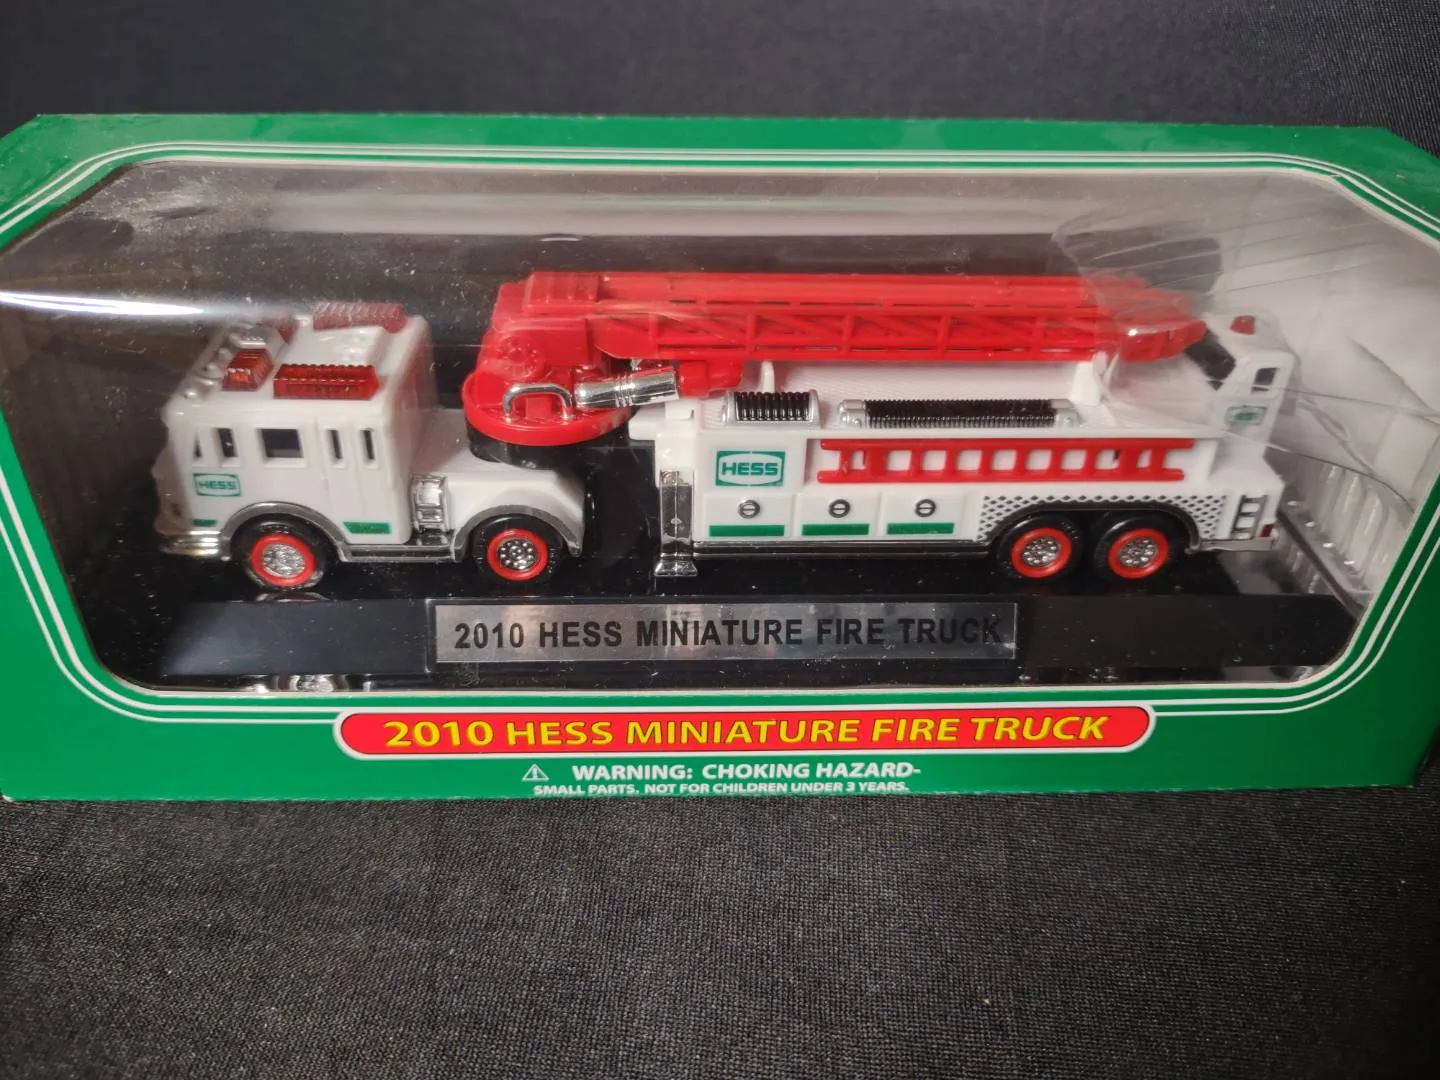 HESS
HESS
2010 HESS MINIATURE FIRE TRUCK
2010 HESS MINIATURE FIRE TRUCK
WARNING: CHOKING HAZARD-
SMALL PARTS. NOT FOR CHILDREN UNDER 3 YEARS.